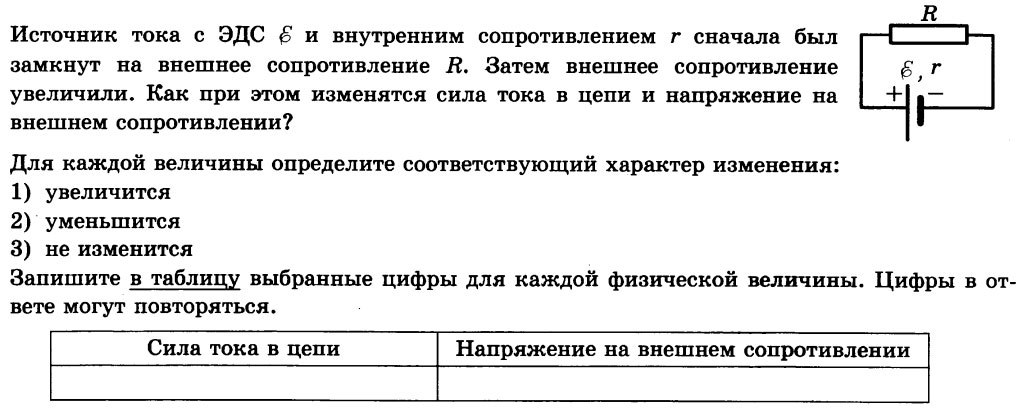 Источник тока с ЭДС ℰ и внутренним сопротивлением r сначала был
замкнут на внешнее сопротивление R. Затем внешнее сопротивление
увеличили. Как при этом изменятся сила тока в цепи и напряжение на
внешнем сопротивлении?
R
ℰ, r
+ −
Для каждой величины определите соответствующий характер изменения:
1) увеличится
2) уменьшится
3) не изменится
Запишите в таблицу выбранные цифры для каждой физической величины. Цифры в от-
вете могут повторяться.
Сила тока в цепи
Напряжение на внешнем сопротивлении